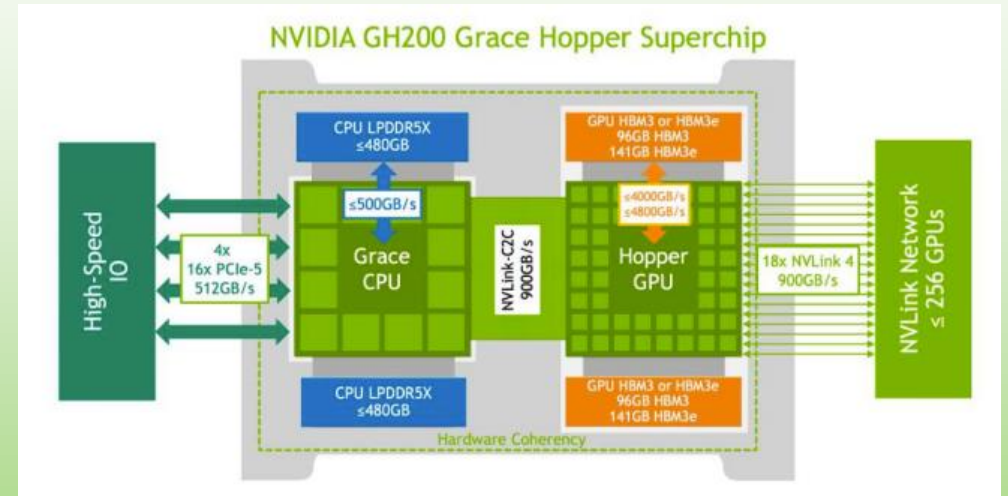 NVIDIA GH200 Grace Hopper Superchip
High-Speed
IO
4x
16x PCIe-5
512GB/s
CPU LPDDR5X
≤480GB
≤500GB/s
Grace
CPU
CPU LPDDR5X
≤480GB
NVLink-C2C
900GB/s
GPU HBM3 or HBM3e
96GB HBM3
141GB HBM3e
≤4000GB/s
≤4800GB/s
Hopper
GPU
GPU HBM3 or HBM3e
96GB HBM3
141GB HBM3e
18x NVLink 4
900GB/s
NVLink Network
≤ 256 GPUs
Hardware Coherency